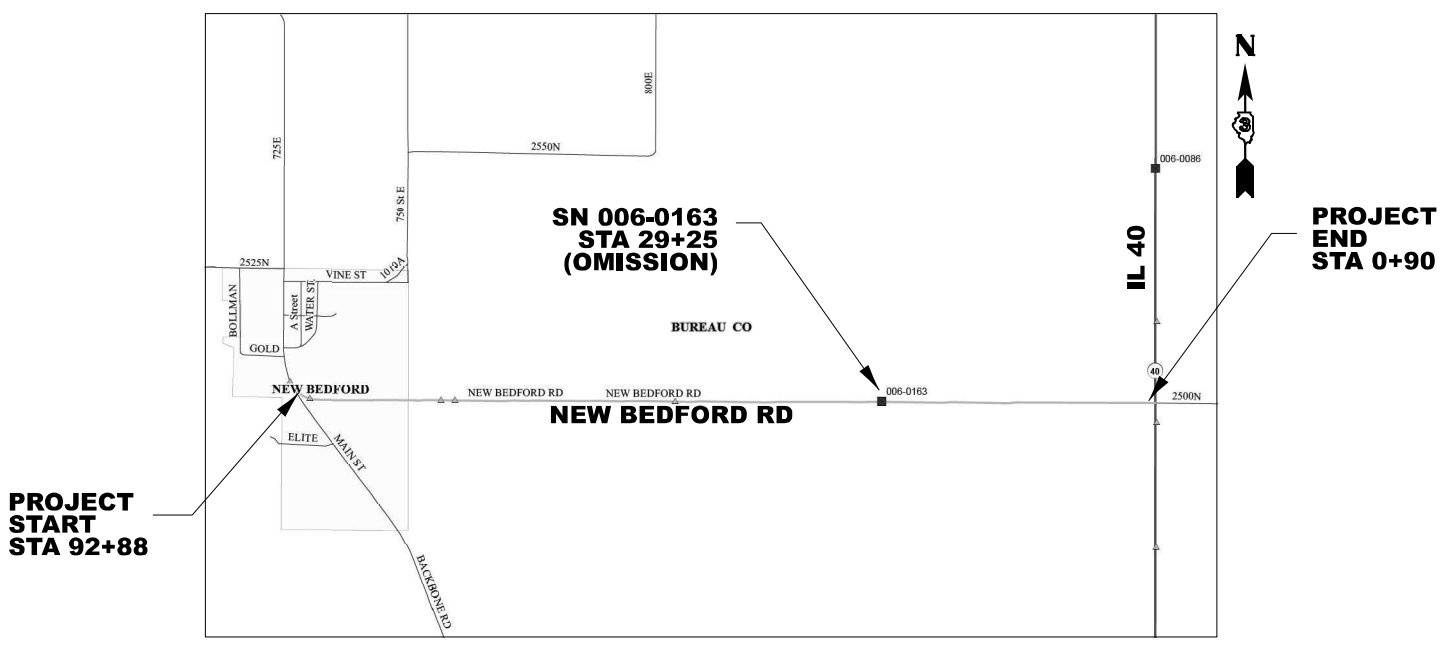 N
3
800E
725E
2550N
006-0086
750 St E
SN 006-0163
STA 29+25
(OMISSION)
PROJECT
END
STA 0+90
IL 40
2525N
VINE ST
1010A
BOLLMAN
A Street
WATER ST.
BUREAU CO
GOLD
40
NEW BEDFORD
NEW BEDFORD RD
NEW BEDFORD RD
006-0163
2500N
NEW BEDFORD RD
ELITE
MAIN ST
PROJECT
START
STA 92+88
BACKBONE RD